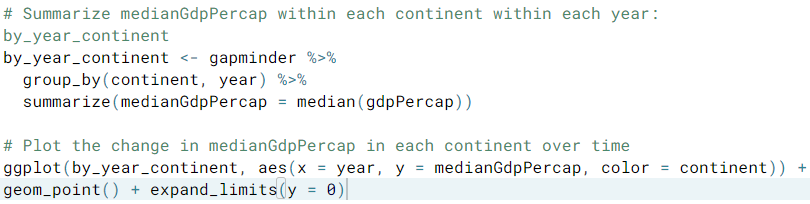 # Summarize medianGdpPercap within each continent within each year:
by_year_continent
by_year_continent <- gapminder %>%
  group_by(continent, year) %>%
  summarize(medianGdpPercap = median(gdpPercap))

# Plot the change in medianGdpPercap in each continent over time
ggplot(by_year_continent, aes(x = year, y = medianGdpPercap, color = continent)) +
geom_point() + expand_limits(y = 0)